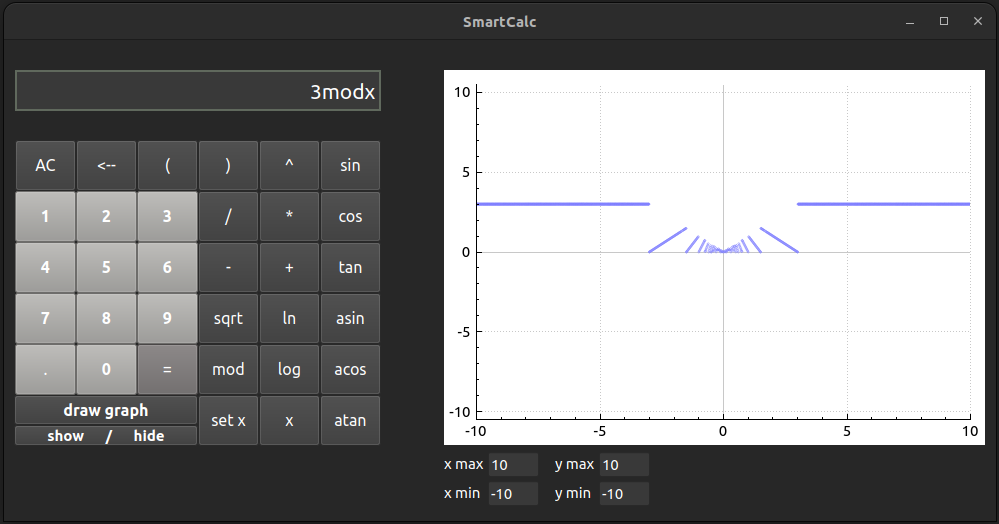 SmartCalc
3modx
AC <-- ( ) ^ sin
1 2 3 / * cos
4 5 6 - + tan
7 8 9 sqrt ln asin
. 0 = mod log acos
draw graph
show / hide
set x x atan
10
5
0
-5
-10
-10 -5 0 5 10
x max 10 y max 10
x min -10 y min -10